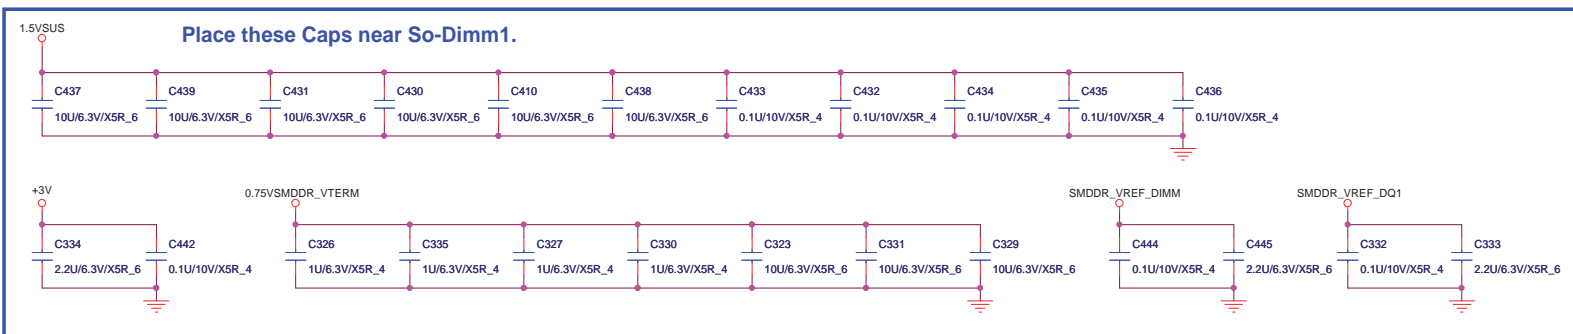 Place these Caps near So-Dimm1.
1.5VSUS
C437 C439 C431 C430 C410 C438 C433 C432 C434 C435 C436
10U/6.3V/X5R_6 10U/6.3V/X5R_6 10U/6.3V/X5R_6 10U/6.3V/X5R_6 10U/6.3V/X5R_6 10U/6.3V/X5R_6 0.1U/10V/X5R_4 0.1U/10V/X5R_4 0.1U/10V/X5R_4 0.1U/10V/X5R_4 0.1U/10V/X5R_4
+3V 0.75VSMDDR_VTERM SMDDR_VREF_DIMM SMDDR_VREF_DQ1
C334 C442 C326 C335 C327 C330 C323 C331 C329 C444 C445 C332 C333
2.2U/6.3V/X5R_6 0.1U/10V/X5R_4 1U/6.3V/X5R_4 1U/6.3V/X5R_4 1U/6.3V/X5R_4 1U/6.3V/X5R_4 10U/6.3V/X5R_6 10U/6.3V/X5R_6 10U/6.3V/X5R_6 0.1U/10V/X5R_4 2.2U/6.3V/X5R_6 0.1U/10V/X5R_4 2.2U/6.3V/X5R_6